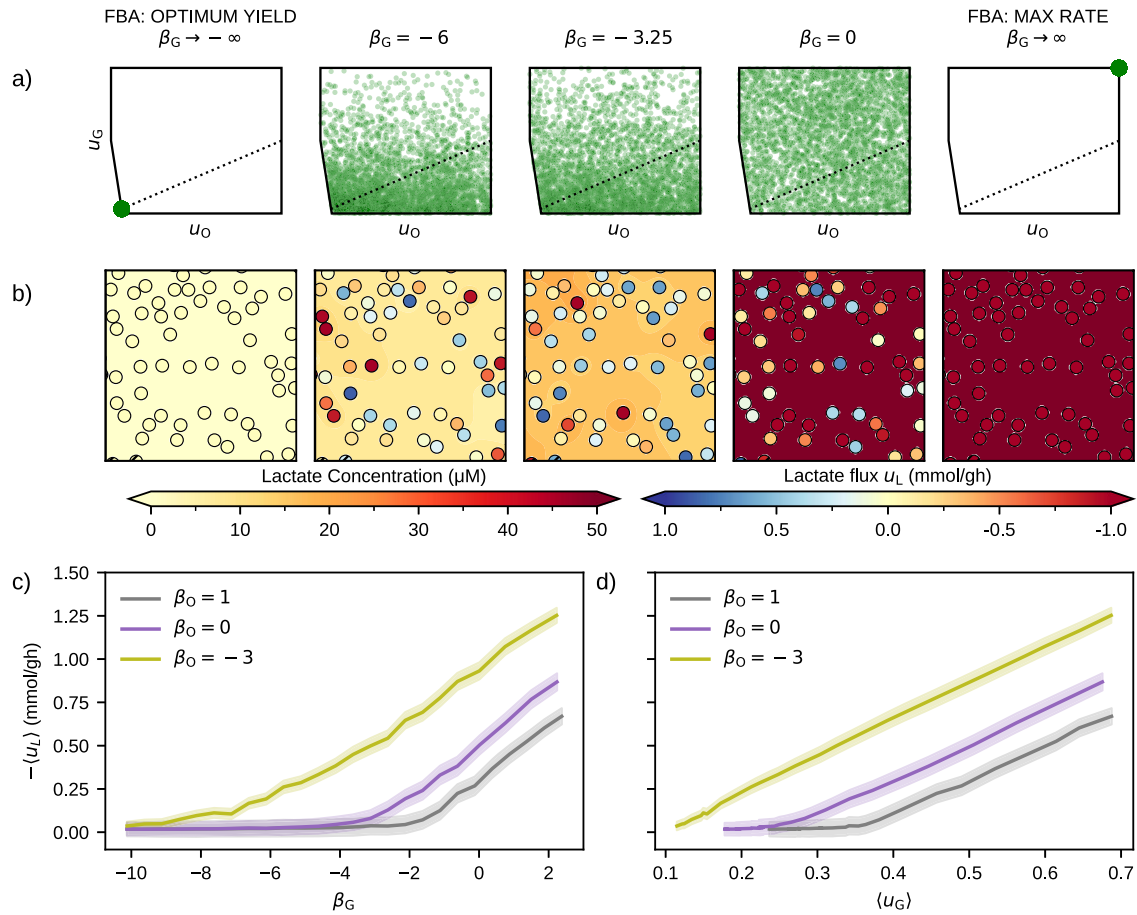 FBA: OPTIMUM YIELD
FBA: MAX RATE
β_G → − ∞
β_G = − 6
β_G = − 3.25
β_G = 0
β_G → ∞
a)
u_G
u_O
u_O
u_O
u_O
u_O
b)
Lactate Concentration (μM)
0 10 20 30 40 50
Lactate flux u_L (mmol/gh)
1.0 0.5 0.0 -0.5 -1.0
c)
−⟨u_L⟩ (mmol/gh)
1.50
1.25
1.00
0.75
0.50
0.25
0.00
β_O = 1
β_O = 0
β_O = −3
−10 −8 −6 −4 −2 0 2
β_G
d)
β_O = 1
β_O = 0
β_O = −3
0.1 0.2 0.3 0.4 0.5 0.6 0.7
⟨u_G⟩